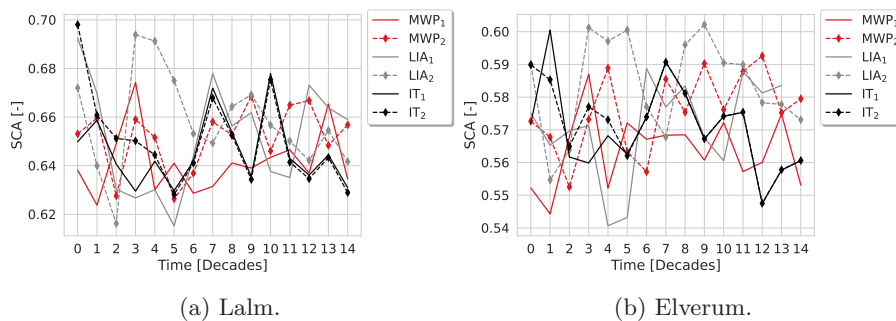 0.70
0.68
0.66
0.64
0.62
SCA [-]
0 1 2 3 4 5 6 7 8 9 10 11 12 13 14
Time [Decades]
MWP1
MWP2
LIA1
LIA2
IT1
IT2
(a) Lalm.
0.60
0.59
0.58
0.57
0.56
0.55
0.54
SCA [-]
0 1 2 3 4 5 6 7 8 9 10 11 12 13 14
Time [Decades]
MWP1
MWP2
LIA1
LIA2
IT1
IT2
(b) Elverum.